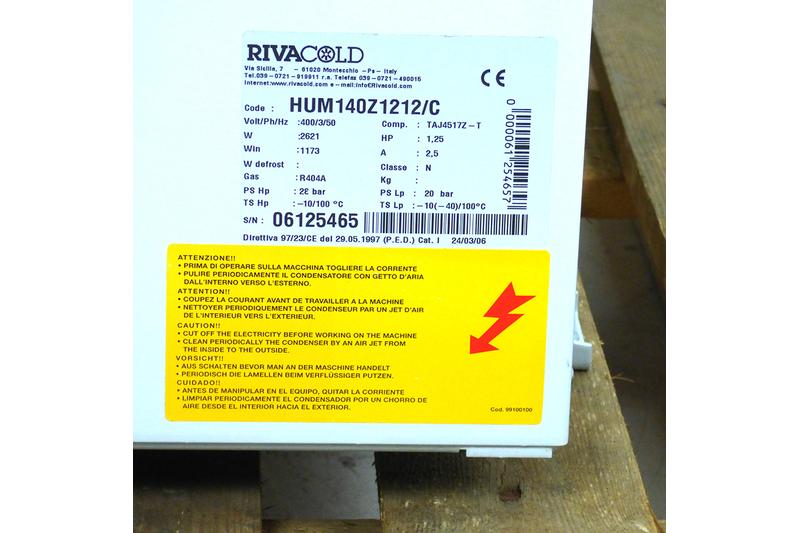 RIVACOLD
Via Sicilia, 7 - 61020 Montecchio -Ps- Italy
Tel.039-0721-919911 r.a. Telefax 039-0721-490015
Internet:www.rivacold.com e-mail:info@Rivacold.com
CE
Code : HUM140Z1212/C
Volt/Ph/Hz :400/3/50 Comp. : TAJ4517Z-T
W :2621 HP : 1,25
Win :1173 A : 2,5
W defrost : Classe : N
Gas : R404A Kg :
PS Hp : 28 bar PS Lp : 20 bar
TS Hp : -10/100 °C TS Lp : -10(-40)/100°C
S/N : 06125465
Direttiva 97/23/CE del 29.05.1997 (P.E.D.) Cat. I 24/03/06
0 000061 254657
ATTENZIONE!!
• PRIMA DI OPERARE SULLA MACCHINA TOGLIERE LA CORRENTE
• PULIRE PERIODICAMENTE IL CONDENSATORE CON GETTO D'ARIA
DALL'INTERNO VERSO L'ESTERNO.
ATTENTION!!
• COUPEZ LA COURANT AVANT DE TRAVAILLER A LA MACHINE
• NETTOYER PERIODIQUEMENT LE CONDENSEUR PAR UN JET D'AIR
DE L'INTERIEUR VERS L'EXTERIEUR.
CAUTION!!
• CUT OFF THE ELECTRICITY BEFORE WORKING ON THE MACHINE
• CLEAN PERIODICALLY THE CONDENSER BY AN AIR JET FROM
THE INSIDE TO THE OUTSIDE.
VORSICHT!!
• AUS SCHALTEN BEVOR MAN AN DER MASCHINE HANDELT
• PERIODISCH DIE LAMELLEN BEIM VERFLÜSSIGER PUTZEN.
CUIDADO!!
• ANTES DE MANIPULAR EN EL EQUIPO, QUITAR LA CORRIENTE
• LIMPIAR PERIODICAMENTE EL CONDENSADOR POR UN CHORRO DE
AIRE DESDE EL INTERIOR HACIA EL EXTERIOR.
Cod. 99100100